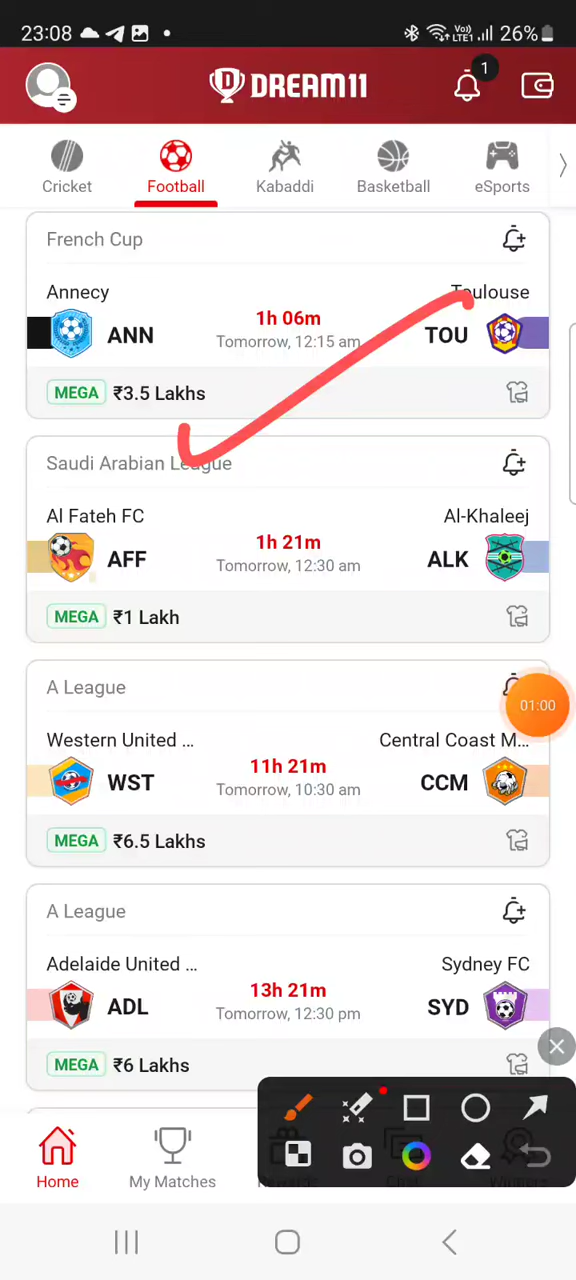 23:08 Vo)) LTE1 26%
DREAM11 1
Cricket Football Kabaddi Basketball eSports
French Cup
Annecy Toulouse
ANN 1h 06m TOU
Tomorrow, 12:15 am
MEGA ₹3.5 Lakhs
Saudi Arabian League
Al Fateh FC Al-Khaleej
AFF 1h 21m ALK
Tomorrow, 12:30 am
MEGA ₹1 Lakh
A League
01:00
Western United ... Central Coast M...
WST 11h 21m CCM
Tomorrow, 10:30 am
MEGA ₹6.5 Lakhs
A League
Adelaide United ... Sydney FC
ADL 13h 21m SYD
Tomorrow, 12:30 pm
MEGA ₹6 Lakhs
Home My Matches